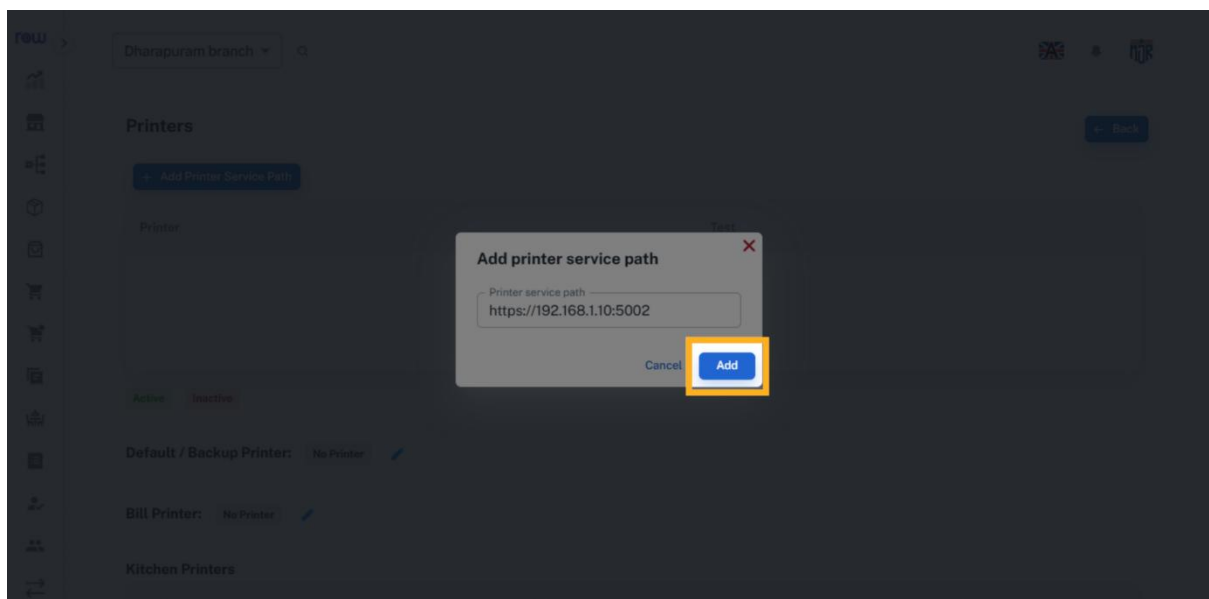 row
Dharapuram branch
Printers
← Back
+ Add Printer Service Path
Printer
Test
Add printer service path
Printer service path
https://192.168.1.10:5002
Cancel
Add
Active
Inactive
Default / Backup Printer:
No Printer
Bill Printer:
No Printer
Kitchen Printers